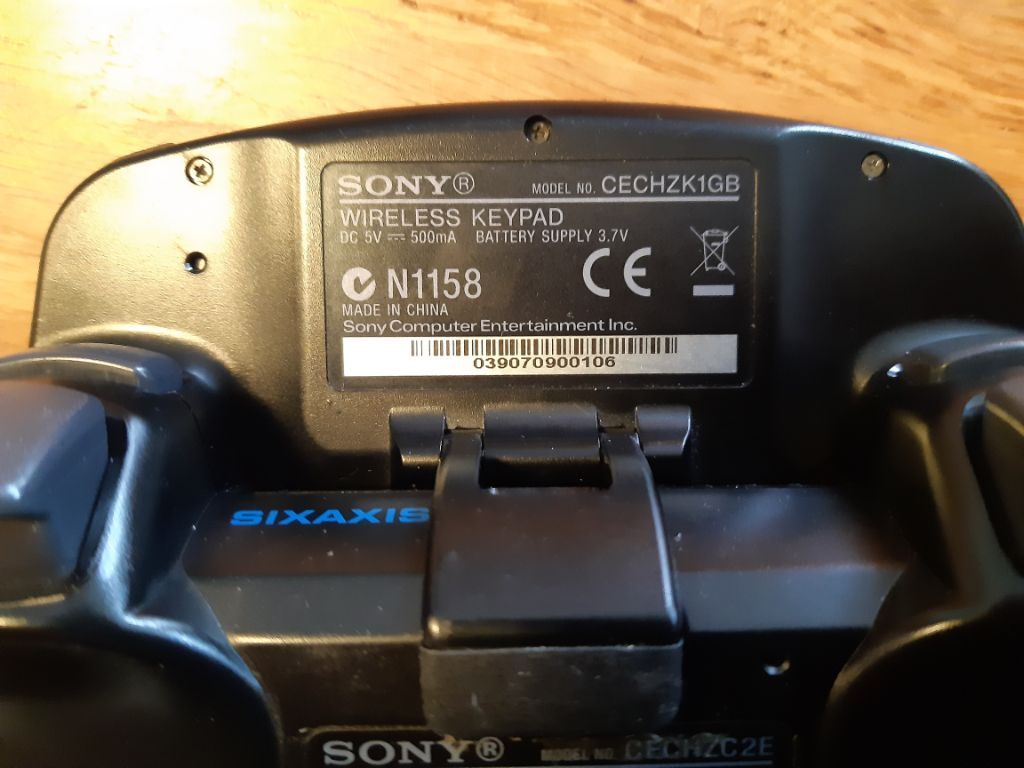 SONY® MODEL NO. CECHZK1GB
WIRELESS KEYPAD
DC 5V ⎓ 500mA BATTERY SUPPLY 3.7V
N1158 CE
MADE IN CHINA
Sony Computer Entertainment Inc.
039070900106
SIXAXIS
SONY® MODEL NO. CECHZC2E